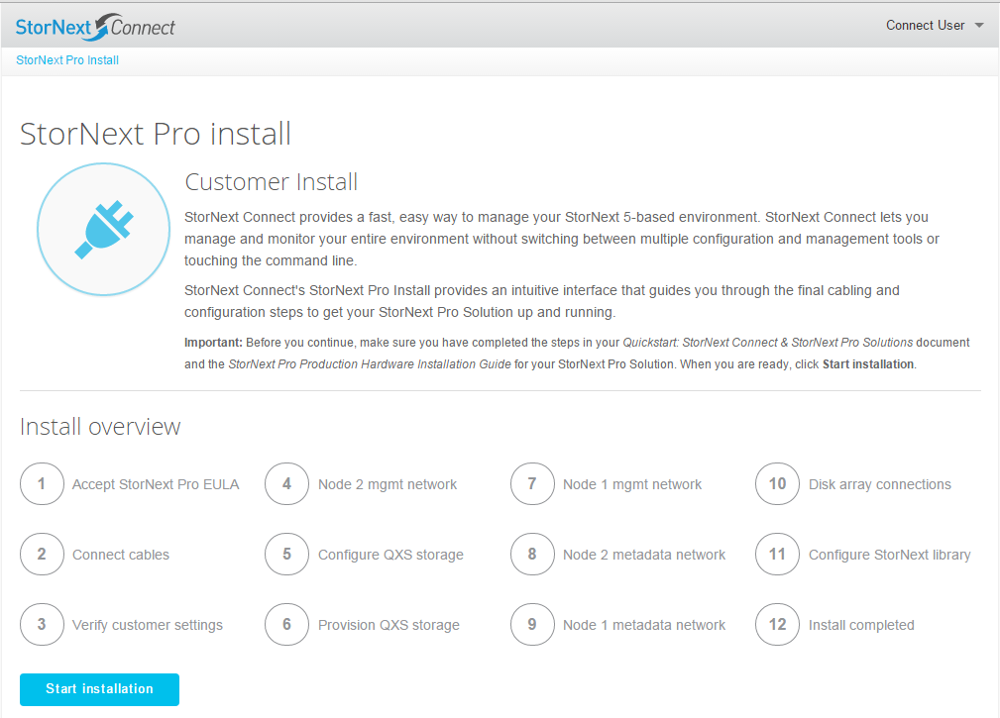 StorNext Connect
Connect User
StorNext Pro Install
StorNext Pro install
Customer Install
StorNext Connect provides a fast, easy way to manage your StorNext 5-based environment. StorNext Connect lets you
manage and monitor your entire environment without switching between multiple configuration and management tools or
touching the command line.
StorNext Connect's StorNext Pro Install provides an intuitive interface that guides you through the final cabling and
configuration steps to get your StorNext Pro Solution up and running.
Important: Before you continue, make sure you have completed the steps in your Quickstart: StorNext Connect & StorNext Pro Solutions document
and the StorNext Pro Production Hardware Installation Guide for your StorNext Pro Solution. When you are ready, click Start installation.
Install overview
1 Accept StorNext Pro EULA
4 Node 2 mgmt network
7 Node 1 mgmt network
10 Disk array connections
2 Connect cables
5 Configure QXS storage
8 Node 2 metadata network
11 Configure StorNext library
3 Verify customer settings
6 Provision QXS storage
9 Node 1 metadata network
12 Install completed
Start installation